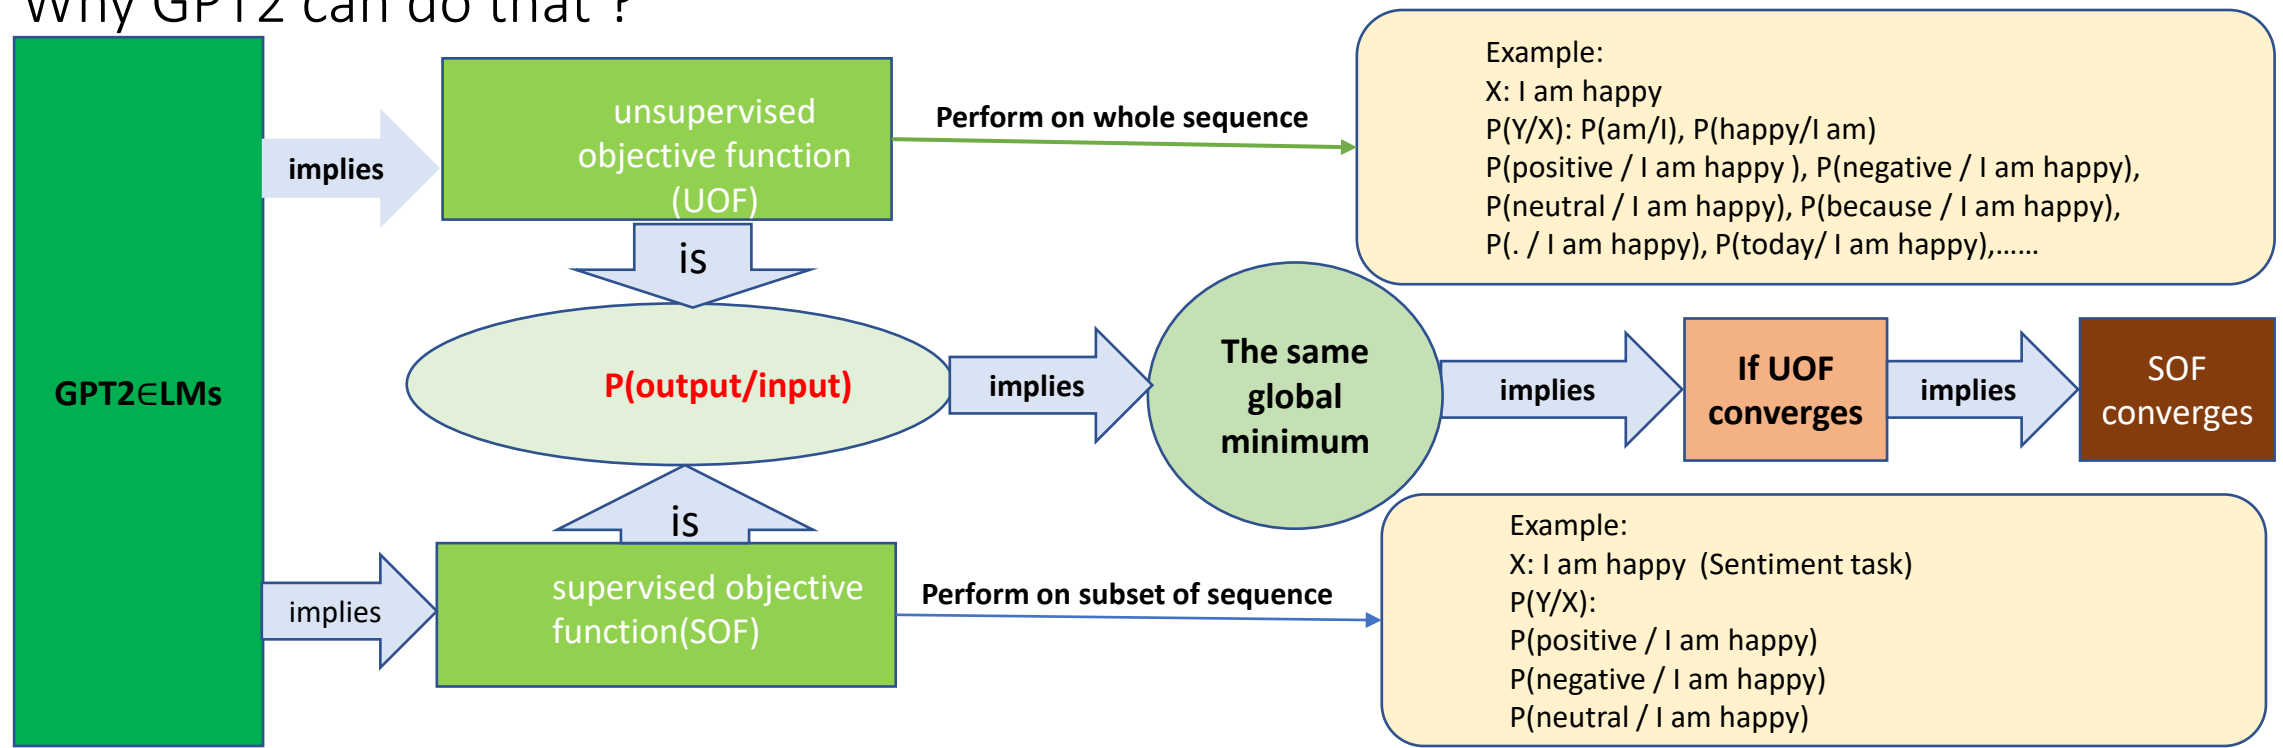 Why GPT2 can do that ?
GPT2∈LMs
implies
unsupervised
objective function
(UOF)
Perform on whole sequence
Example:
X: I am happy
P(Y/X): P(am/I), P(happy/I am)
P(positive / I am happy ), P(negative / I am happy),
P(neutral / I am happy), P(because / I am happy),
P(. / I am happy), P(today/ I am happy),......
is
P(output/input)
implies
The same
global
minimum
implies
If UOF
converges
implies
SOF
converges
is
implies
supervised objective
function(SOF)
Perform on subset of sequence
Example:
X: I am happy  (Sentiment task)
P(Y/X):
P(positive / I am happy)
P(negative / I am happy)
P(neutral / I am happy)